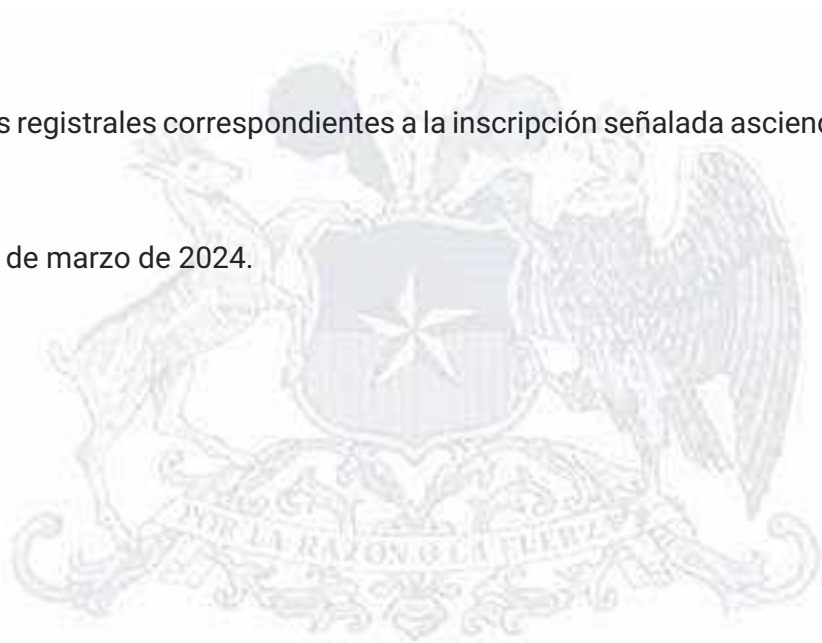 s registrales correspondientes a la inscripción señalada asciend
de marzo de 2024.
POR LA RAZON O LA FUERZA